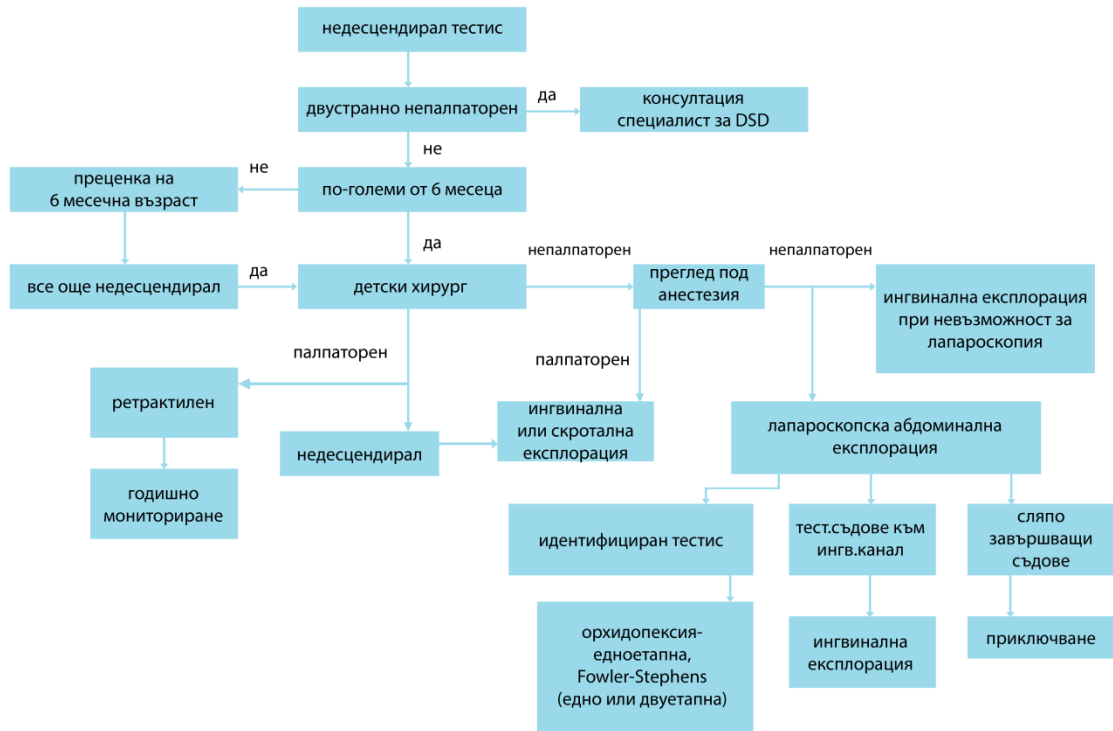 недесцендирал тестис
двустранно непалпаторен
да
консултация
специалист за DSD
не
не
преценка на
6 месечна възраст
по-големи от 6 месеца
да
непалпаторен
непалпаторен
все още недесцендирал
да
детски хирург
преглед под
анестезия
ингвинална експлорация
при невъзможност за
лапароскопия
палпаторен
палпаторен
ретрактилен
недесцендирал
ингвинална
или скротална
експлорация
лапароскопска абдоминална
експлорация
годишно
мониториране
идентифициран тестис
тест.съдове към
ингв.канал
сляпо
завършващи
съдове
орхидопексия-
едноетапна,
Fowler-Stephens
(едно или двуетапна)
ингвинална
експлорация
приключване